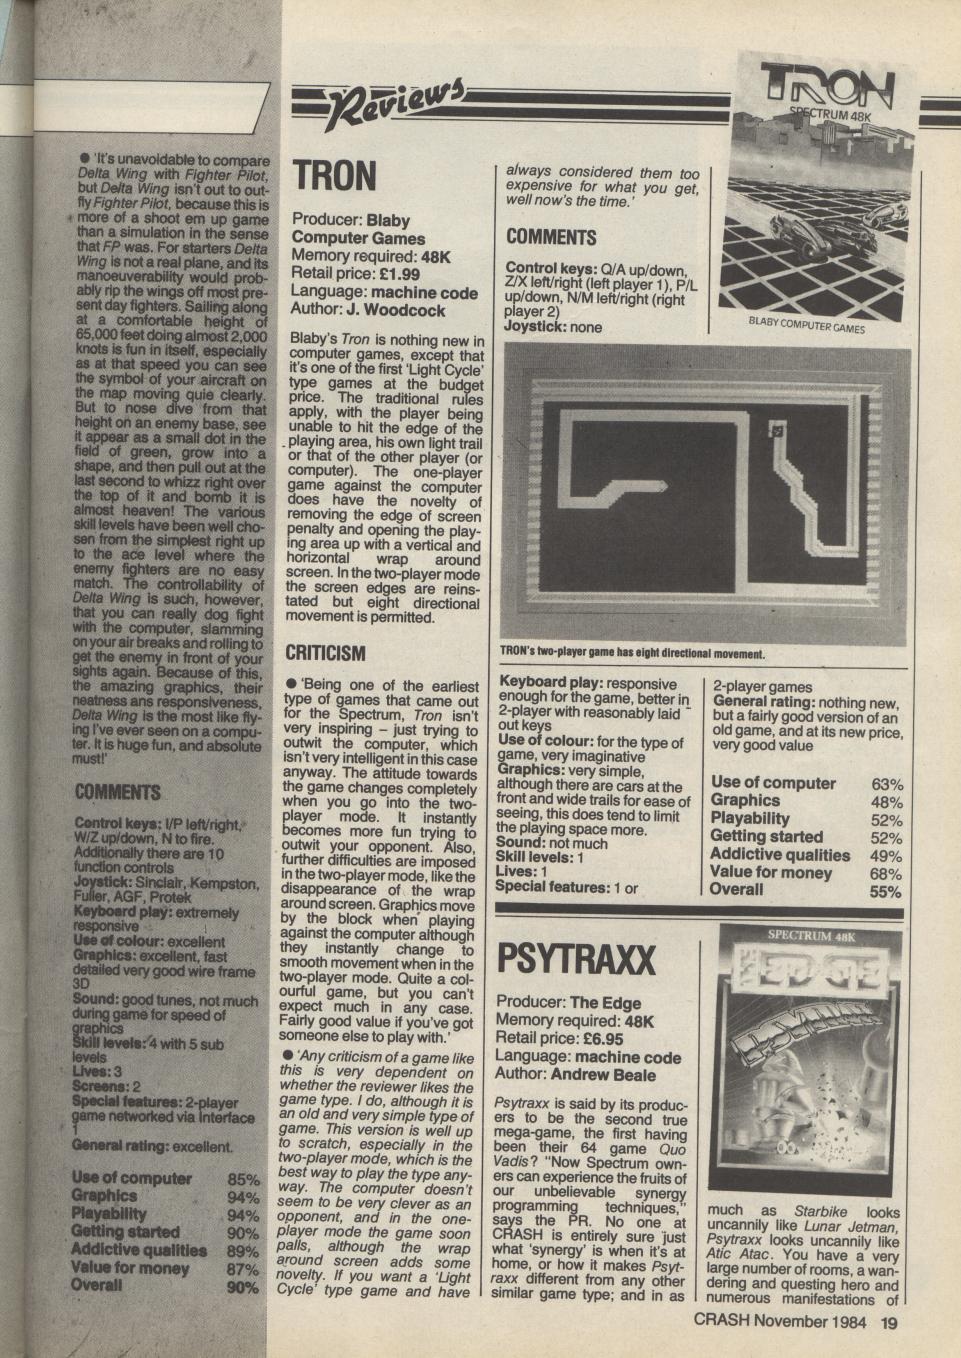 ● 'It's unavoidable to compare
Delta Wing with Fighter Pilot,
but Delta Wing isn't out to out-
fly Fighter Pilot, because this is
more of a shoot em up game
than a simulation in the sense
that FP was. For starters Delta
Wing is not a real plane, and its
manoeuverability would prob-
ably rip the wings off most pre-
sent day fighters. Sailing along
at a comfortable height of
65,000 feet doing almost 2,000
knots is fun in itself, especially
as at that speed you can see
the symbol of your aircraft on
the map moving quie clearly.
But to nose dive from that
height on an enemy base, see
it appear as a small dot in the
field of green, grow into a
shape, and then pull out at the
last second to whizz right over
the top of it and bomb it is
almost heaven! The various
skill levels have been well cho-
sen from the simplest right up
to the ace level where the
enemy fighters are no easy
match. The controllability of
Delta Wing is such, however,
that you can really dog fight
with the computer, slamming
on your air breaks and rolling to
get the enemy in front of your
sights again. Because of this,
the amazing graphics, their
neatness ans responsiveness,
Delta Wing is the most like fly-
ing I've ever seen on a compu-
ter. It is huge fun, and absolute
must!'
COMMENTS
Control keys: I/P left/right,
W/Z up/down, N to fire.
Additionally there are 10
function controls
Joystick: Sinclair, Kempston,
Fuller, AGF, Protek
Keyboard play: extremely
responsive
Use of colour: excellent
Graphics: excellent, fast
detailed very good wire frame
3D
Sound: good tunes, not much
during game for speed of
graphics
Skill levels: 4 with 5 sub
levels
Lives: 3
Screens: 2
Special features: 2-player
game networked via Interface
1
General rating: excellent.
Use of computer 85%
Graphics 94%
Playability 94%
Getting started 90%
Addictive qualities 89%
Value for money 87%
Overall 90%
Reviews
TRON
Producer: Blaby
Computer Games
Memory required: 48K
Retail price: £1.99
Language: machine code
Author: J. Woodcock
Blaby's Tron is nothing new in
computer games, except that
it's one of the first 'Light Cycle'
type games at the budget
price. The traditional rules
apply, with the player being
unable to hit the edge of the
playing area, his own light trail
or that of the other player (or
computer). The one-player
game against the computer
does have the novelty of
removing the edge of screen
penalty and opening the play-
ing area up with a vertical and
horizontal wrap around
screen. In the two-player mode
the screen edges are reins-
tated but eight directional
movement is permitted.
CRITICISM
● 'Being one of the earliest
type of games that came out
for the Spectrum, Tron isn't
very inspiring – just trying to
outwit the computer, which
isn't very intelligent in this case
anyway. The attitude towards
the game changes completely
when you go into the two-
player mode. It instantly
becomes more fun trying to
outwit your opponent. Also,
further difficulties are imposed
in the two-player mode, like the
disappearance of the wrap
around screen. Graphics move
by the block when playing
against the computer although
they instantly change to
smooth movement when in the
two-player mode. Quite a col-
ourful game, but you can't
expect much in any case.
Fairly good value if you've got
someone else to play with.'
● 'Any criticism of a game like
this is very dependent on
whether the reviewer likes the
game type. I do, although it is
an old and very simple type of
game. This version is well up
to scratch, especially in the
two-player mode, which is the
best way to play the type any-
way. The computer doesn't
seem to be very clever as an
opponent, and in the one-
player mode the game soon
palls, although the wrap
around screen adds some
novelty. If you want a 'Light
Cycle' type game and have
always considered them too
expensive for what you get,
well now's the time.'
COMMENTS
Control keys: Q/A up/down,
Z/X left/right (left player 1), P/L
up/down, N/M left/right (right
player 2)
Joystick: none
TRON
SPECTRUM 48K
BLABY COMPUTER GAMES
TRON's two-player game has eight directional movement.
Keyboard play: responsive
enough for the game, better in
2-player with reasonably laid
out keys
Use of colour: for the type of
game, very imaginative
Graphics: very simple,
although there are cars at the
front and wide trails for ease of
seeing, this does tend to limit
the playing space more.
Sound: not much
Skill levels: 1
Lives: 1
Special features: 1 or
2-player games
General rating: nothing new,
but a fairly good version of an
old game, and at its new price,
very good value
Use of computer 63%
Graphics 48%
Playability 52%
Getting started 52%
Addictive qualities 49%
Value for money 68%
Overall 55%
PSYTRAXX
Producer: The Edge
Memory required: 48K
Retail price: £6.95
Language: machine code
Author: Andrew Beale
Psytraxx is said by its produc-
ers to be the second true
mega-game, the first having
been their 64 game Quo
Vadis? "Now Spectrum own-
ers can experience the fruits of
our unbelievable synergy
programming techniques,"
says the PR. No one at
CRASH is entirely sure just
what 'synergy' is when it's at
home, or how it makes Psyt-
raxx different from any other
similar game type; and in as
SPECTRUM 48K
EDGE
PSYTRAXX
much as Starbike looks
uncannily like Lunar Jetman,
Psytraxx looks uncannily like
Atic Atac. You have a very
large number of rooms, a wan-
dering and questing hero and
numerous manifestations of
CRASH November 1984 19